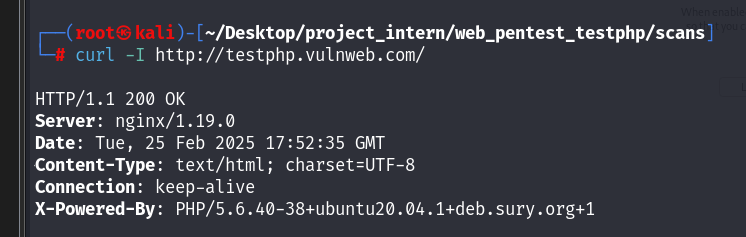 ┌──(root㉿kali)-[~/Desktop/project_intern/web_pentest_testphp/scans]
└─# curl -I http://testphp.vulnweb.com/
HTTP/1.1 200 OK
Server: nginx/1.19.0
Date: Tue, 25 Feb 2025 17:52:35 GMT
Content-Type: text/html; charset=UTF-8
Connection: keep-alive
X-Powered-By: PHP/5.6.40-38+ubuntu20.04.1+deb.sury.org+1
When enable